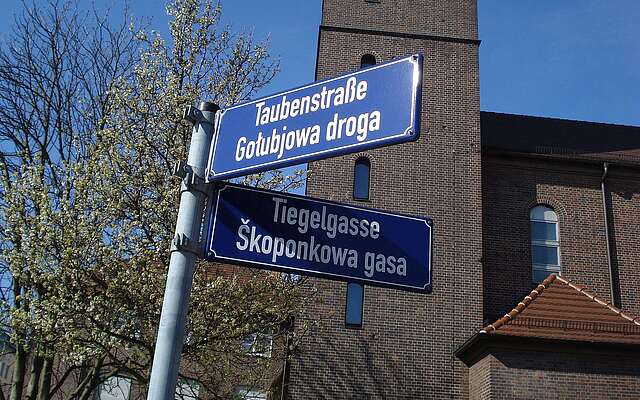 Taubenstraße
Gołubjowa droga
Tiegelgasse
Škoponkowa gasa